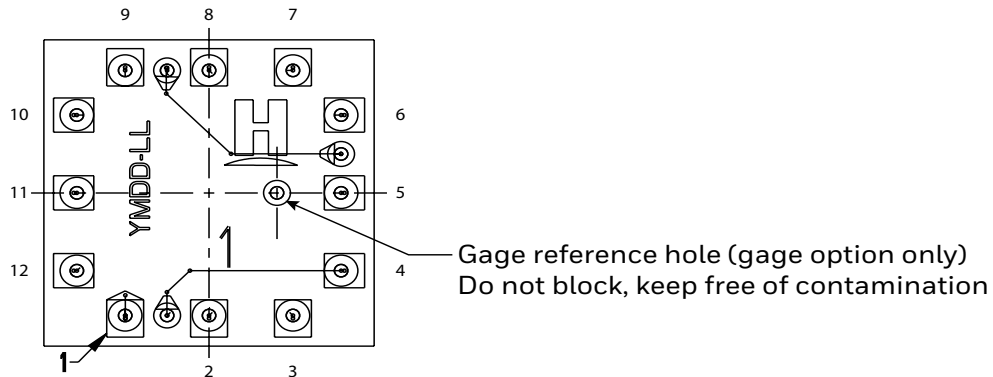 9 8 7
10 6
H
YMDD-LL
11 5
1
12 4
Gage reference hole (gage option only)
Do not block, keep free of contamination
1
2 3